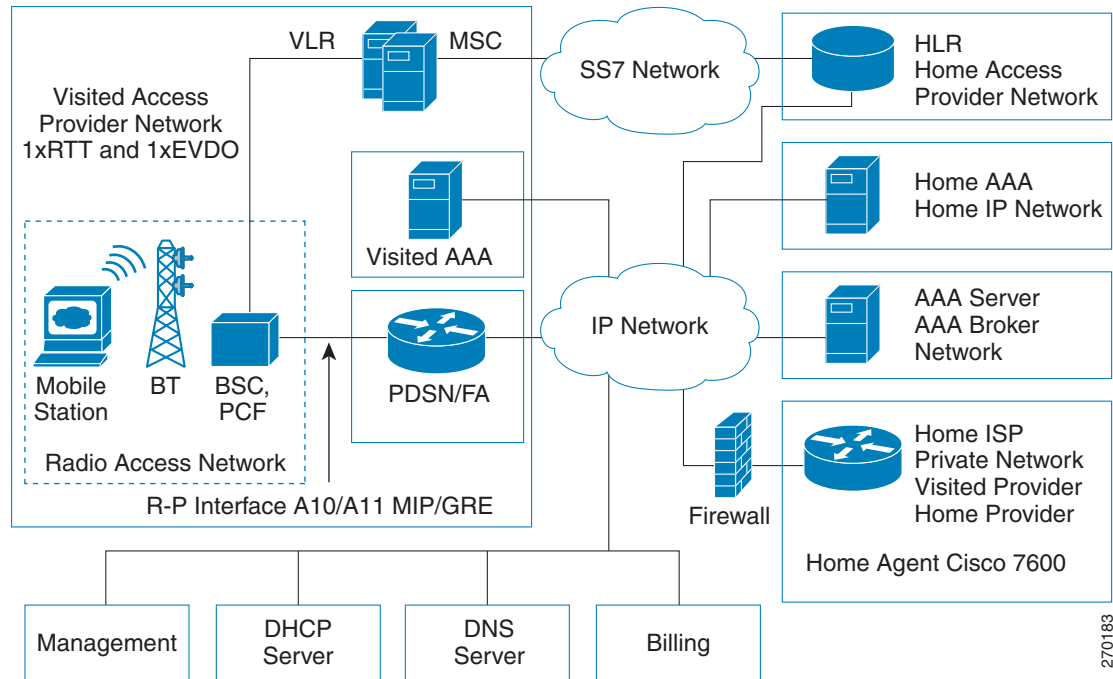 VLR
MSC
SS7 Network
HLR
Home Access
Provider Network
Visited Access
Provider Network
1xRTT and 1xEVDO
Visited AAA
Home AAA
Home IP Network
IP Network
AAA Server
AAA Broker
Network
Mobile
Station
BT
BSC,
PCF
PDSN/FA
Radio Access Network
R-P Interface A10/A11 MIP/GRE
Firewall
Home ISP
Private Network
Visited Provider
Home Provider
Home Agent Cisco 7600
Management
DHCP
Server
DNS
Server
Billing
270183